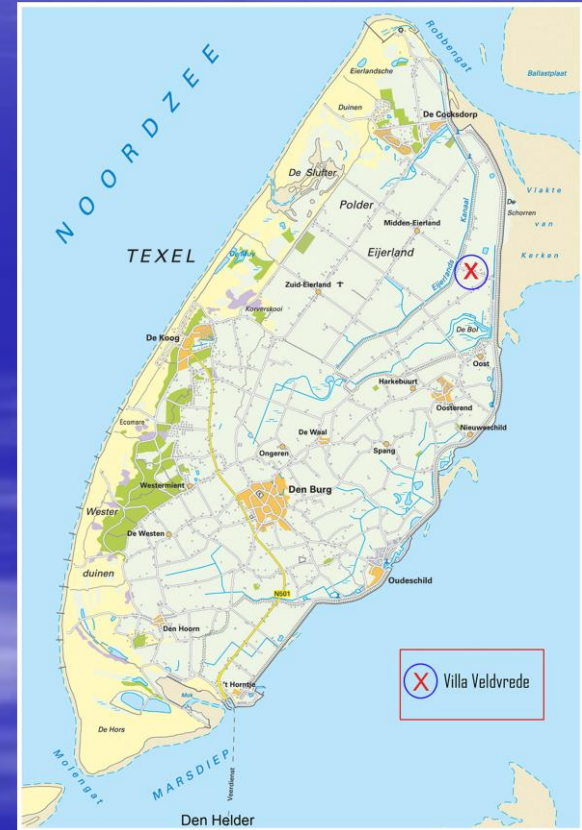 Robbengat
Ballastplaat
Eierlandsche
Duinen
De Cocksdorp
NOORDZEE
De Slufter
Polder
De
Schorren
Vlakte
van
Kerken
Midden-Eierland
Kanaal
TEXEL
De Muy
Eijerland
Eijerlands
X
Zuid-Eierland
Korverskooi
De Koog
De Bol
Oost
Harkebuurt
Oosterend
Ecomare
De Waal
Nieuweschild
Ongeren
Spang
Westermient
Den Burg
Wester
De Westen
duinen
Oudeschild
N501
Den Hoorn
X Villa Veldvrede
't Horntje
Mok
De Hors
Molengat
MARSDIEP
Veerdienst
Den Helder